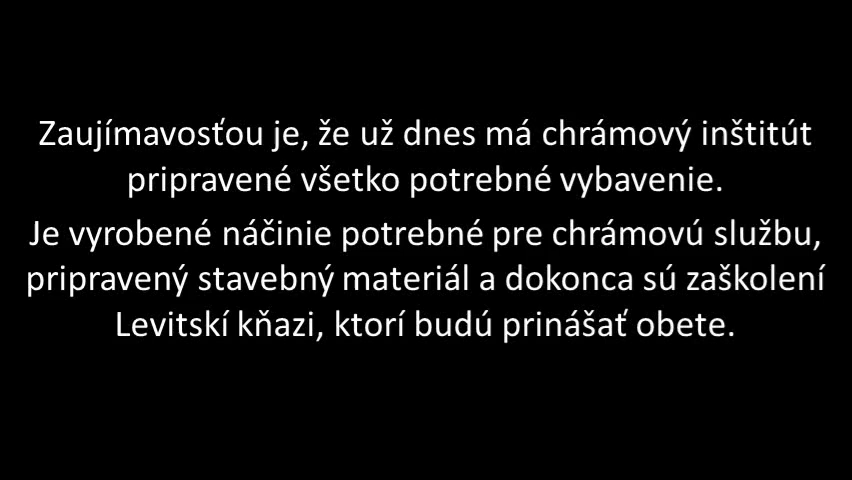 Zaujímavosťou je, že už dnes má chrámový inštitút
pripravené všetko potrebné vybavenie.
Je vyrobené náčinie potrebné pre chrámovú službu,
pripravený stavebný materiál a dokonca sú zaškolení
Levitskí kňazi, ktorí budú prinášať obete.